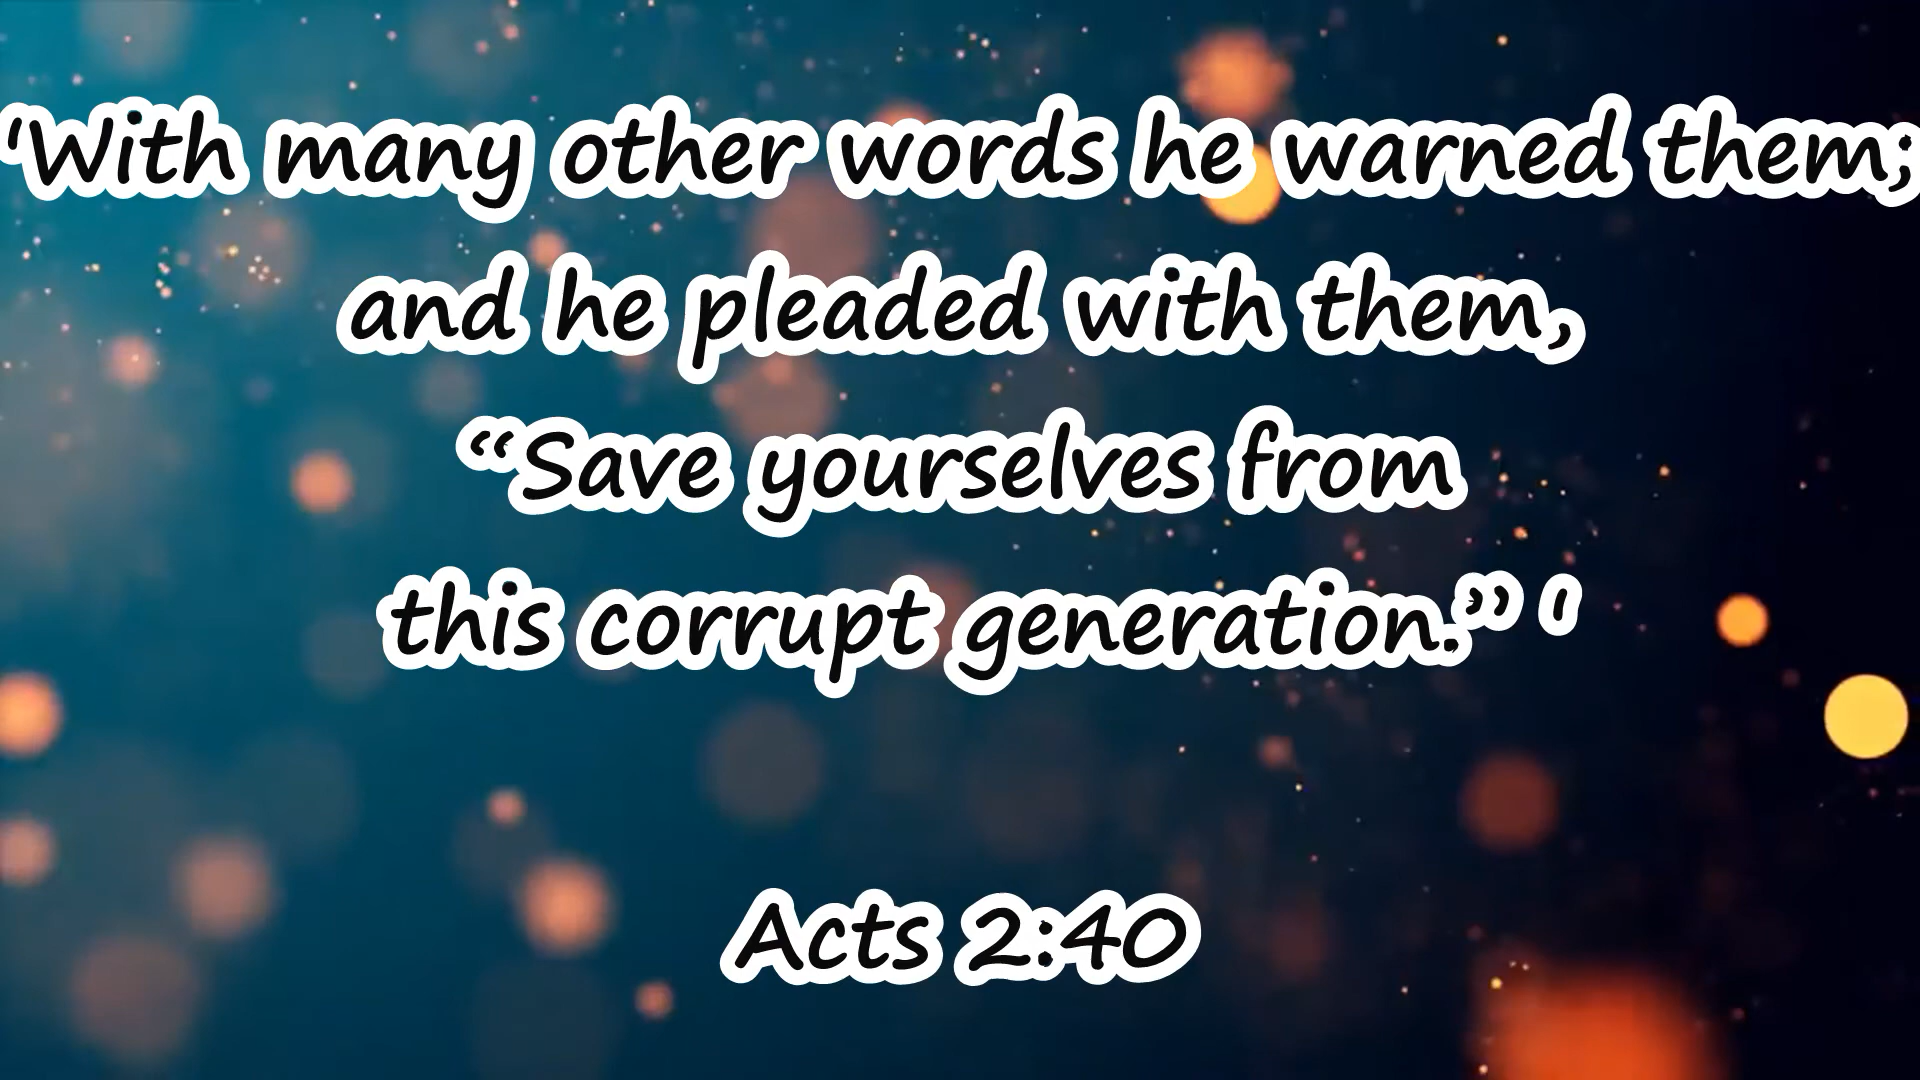 'With many other words he warned them;
and he pleaded with them,
“Save yourselves from
this corrupt generation.” '
Acts 2:40